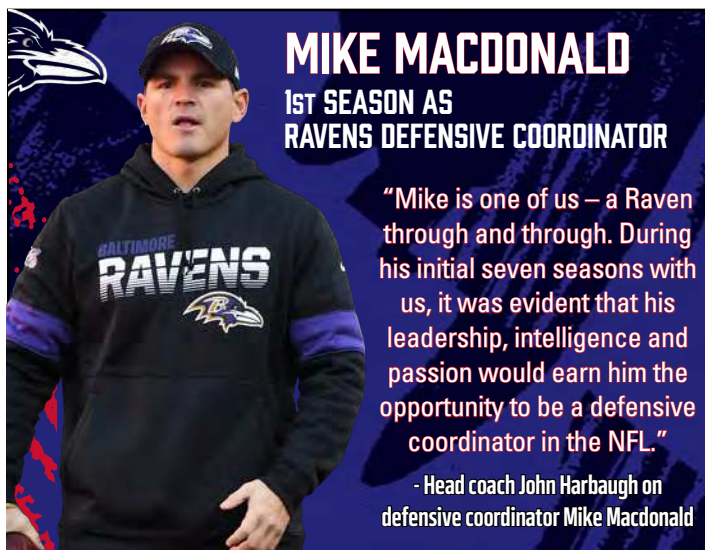 MIKE MACDONALD
1ST SEASON AS
RAVENS DEFENSIVE COORDINATOR
“Mike is one of us – a Raven
through and through. During
his initial seven seasons with
us, it was evident that his
leadership, intelligence and
passion would earn him the
opportunity to be a defensive
coordinator in the NFL.”
- Head coach John Harbaugh on
defensive coordinator Mike Macdonald
BALTIMORE
RAVENS
B